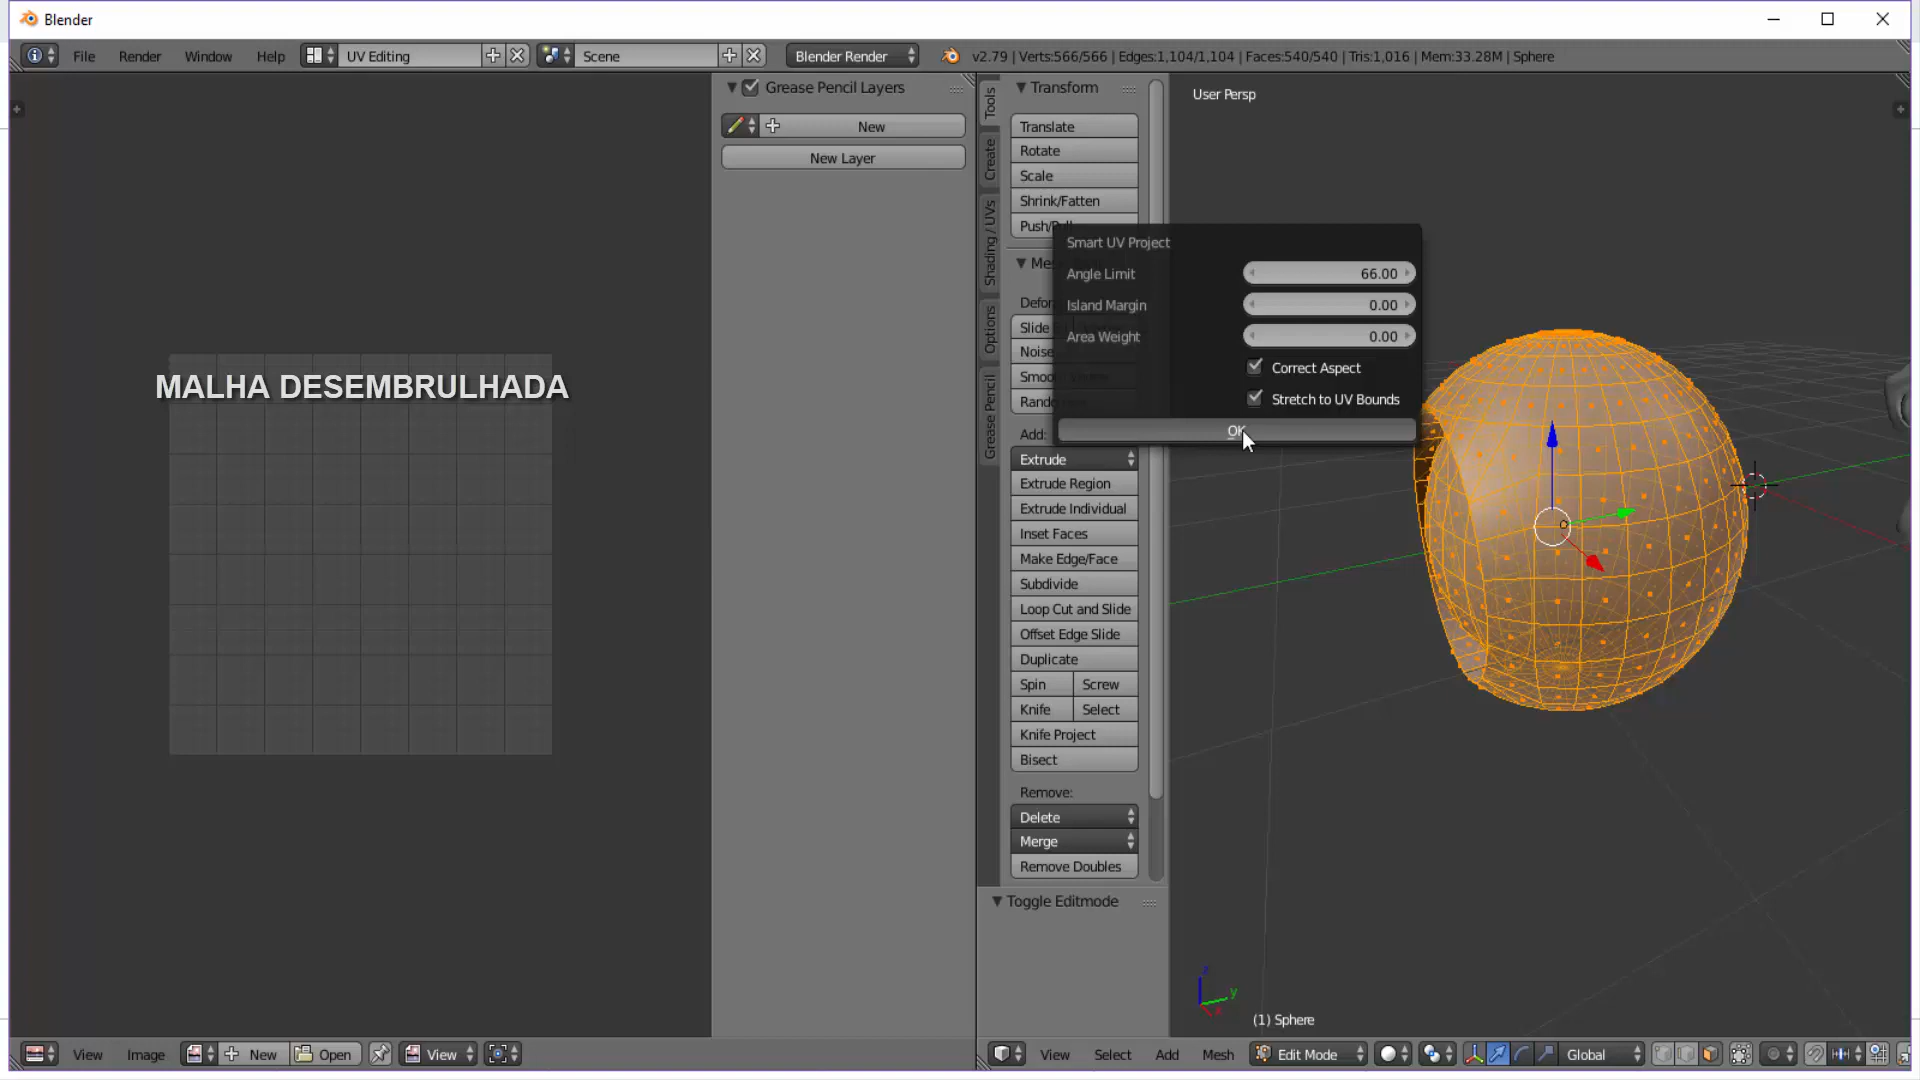 Blender
File Render Window Help UV Editing Scene Blender Render v2.79 | Verts:566/566 | Edges:1,104/1,104 | Faces:540/540 | Tris:1,016 | Mem:33.28M | Sphere
Grease Pencil Layers
New
New Layer
MALHA DESEMBRULHADA
Tools
Create
Shading / UVs
Options
Grease Pencil
Transform
Translate
Rotate
Scale
Shrink/Fatten
Push/Pull
Smart UV Project
Angle Limit 66.00
Island Margin 0.00
Area Weight 0.00
Correct Aspect
Stretch to UV Bounds
OK
Slide
Noise
Add:
Extrude
Extrude Region
Extrude Individual
Inset Faces
Make Edge/Face
Subdivide
Loop Cut and Slide
Offset Edge Slide
Duplicate
Spin Screw
Knife Select
Knife Project
Bisect
Remove:
Delete
Merge
Remove Doubles
Toggle Editmode
User Persp
z
y
x
(1) Sphere
View Image New Open View
View Select Add Mesh Edit Mode Global